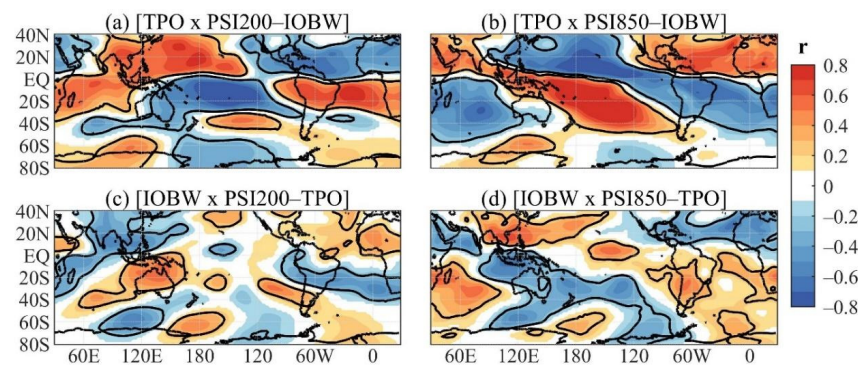 (a) [TPO x PSI200–IOBW]
(b) [TPO x PSI850–IOBW]
40N
20N
EQ
20S
40S
60S
80S
r
0.8
0.6
0.4
0.2
0
−0.2
−0.4
−0.6
−0.8
(c) [IOBW x PSI200–TPO]
(d) [IOBW x PSI850–TPO]
40N
20N
EQ
20S
40S
60S
80S
60E 120E 180 120W 60W 0
60E 120E 180 120W 60W 0